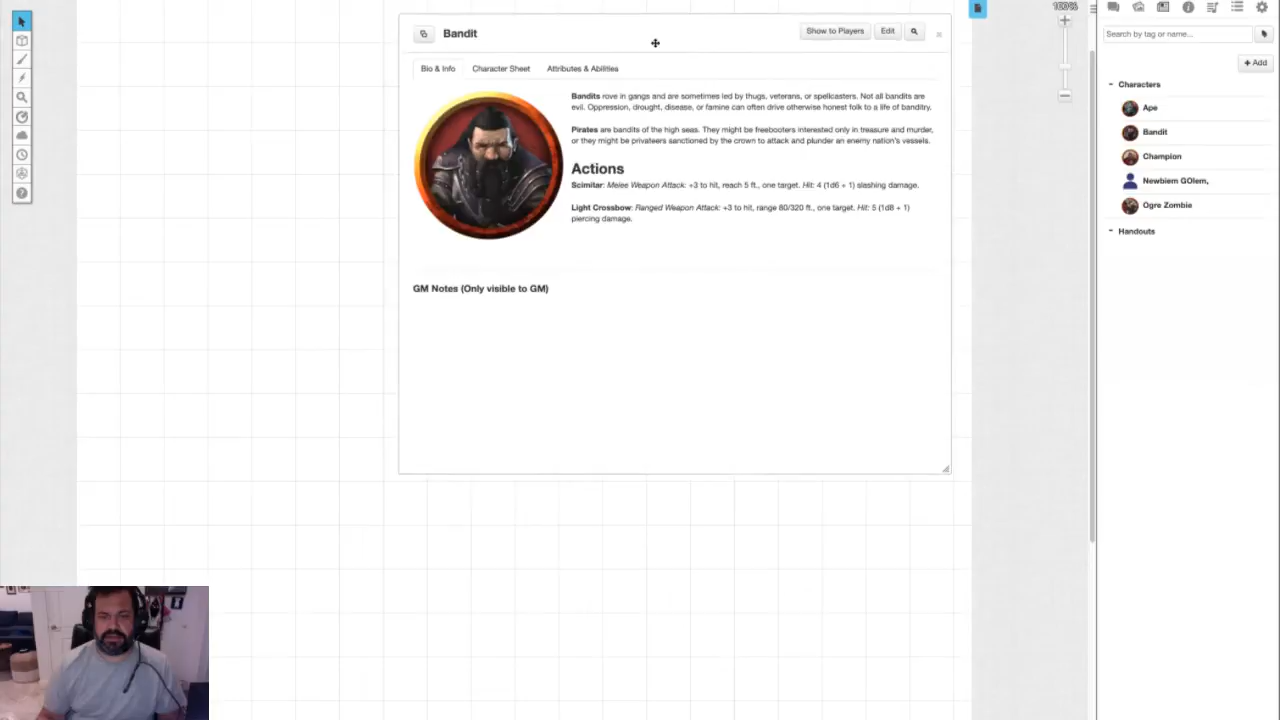 Bandit
Show to Players
Edit
100%
Bio & Info
Character Sheet
Attributes & Abilities
Bandits rove in gangs and are sometimes led by thugs, veterans, or spellcasters. Not all bandits are
evil. Oppression, drought, disease, or famine can often drive otherwise honest folk to a life of banditry.
Pirates are bandits of the high seas. They might be freebooters interested only in treasure and murder,
or they might be privateers sanctioned by the crown to attack and plunder an enemy nation's vessels.
Actions
Scimitar: Melee Weapon Attack: +3 to hit, reach 5 ft., one target. Hit: 4 (1d6 + 1) slashing damage.
Light Crossbow: Ranged Weapon Attack: +3 to hit, range 80/320 ft., one target. Hit: 5 (1d8 + 1)
piercing damage.
GM Notes (Only visible to GM)
Search by tag or name...
+ Add
Characters
Ape
Bandit
Champion
Newbiem GOlem,
Ogre Zombie
Handouts